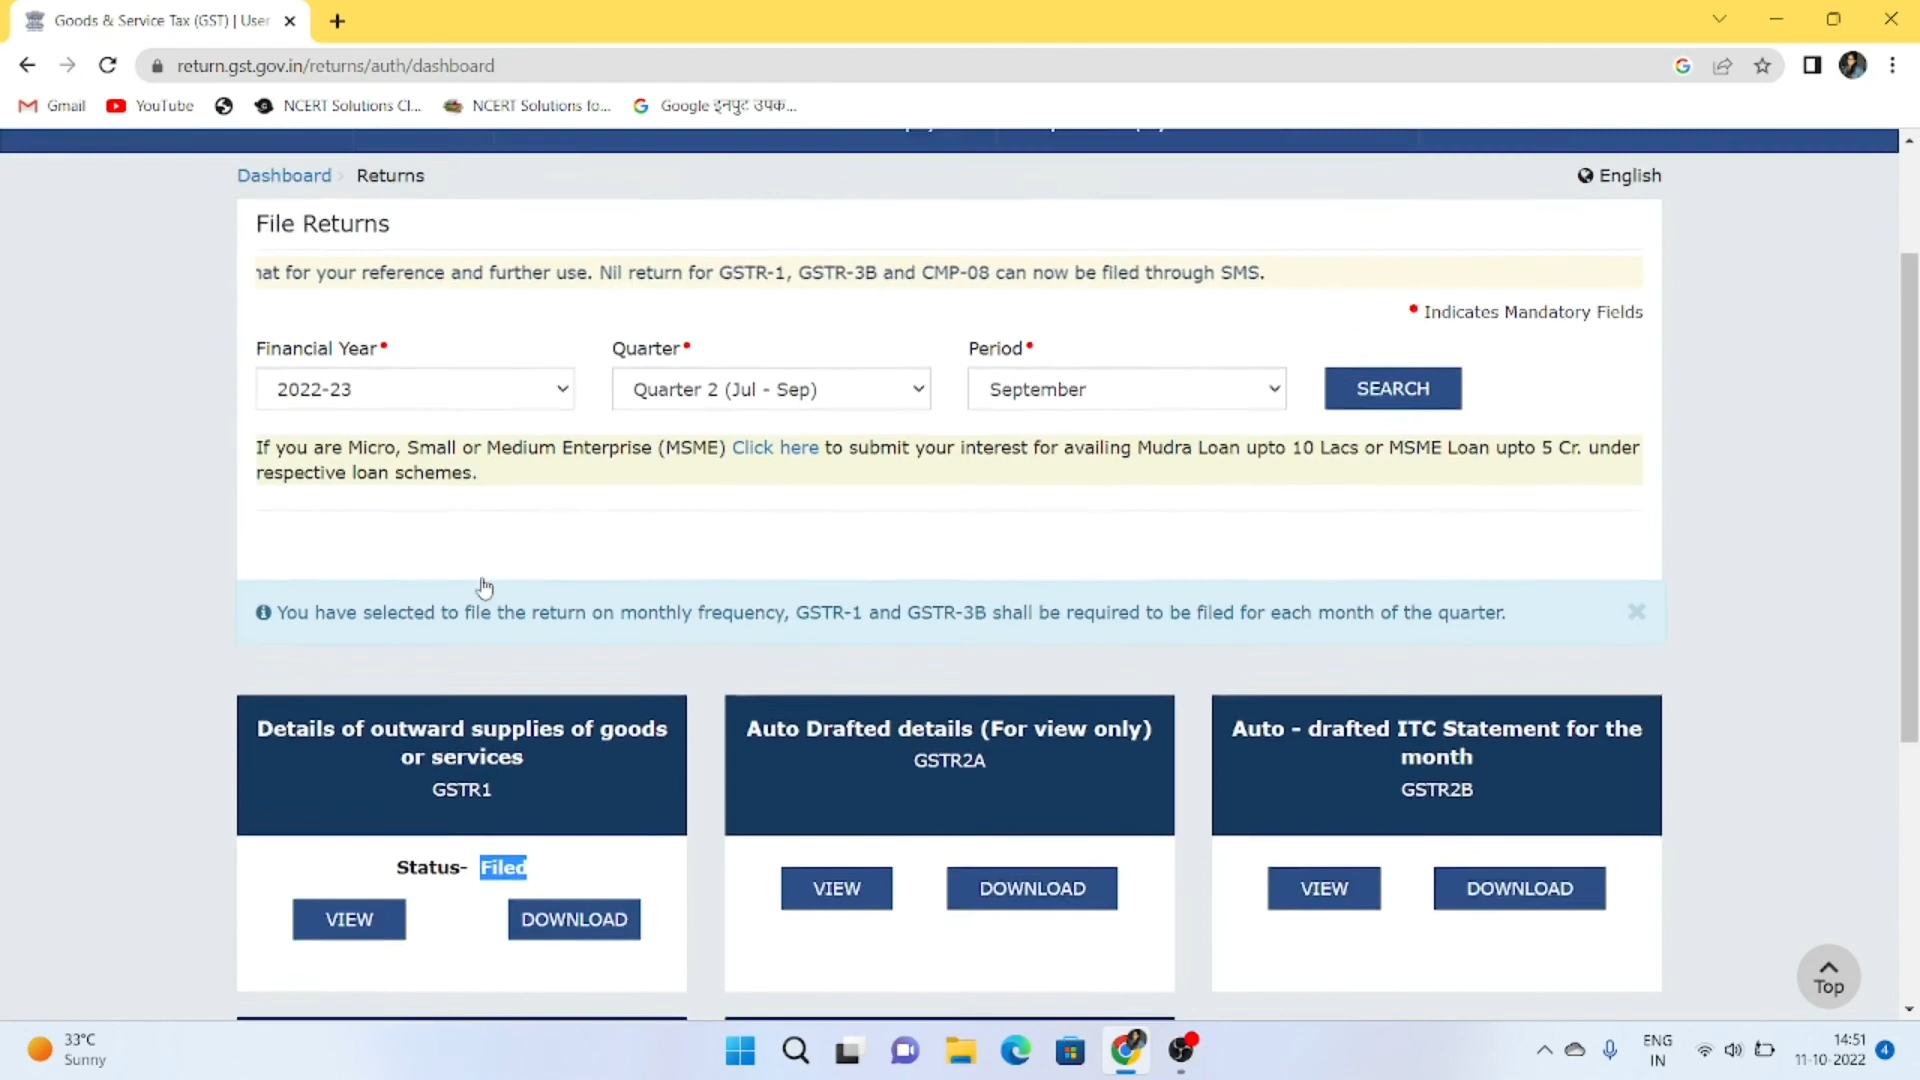 Goods & Service Tax (GST) | User
return.gst.gov.in/returns/auth/dashboard
Gmail
YouTube
NCERT Solutions Cl...
NCERT Solutions fo...
Google इनपुट उपक...
Dashboard
Returns
English
File Returns
hat for your reference and further use. Nil return for GSTR-1, GSTR-3B and CMP-08 can now be filed through SMS.
• Indicates Mandatory Fields
Financial Year•
Quarter•
Period•
2022-23
Quarter 2 (Jul - Sep)
September
SEARCH
If you are Micro, Small or Medium Enterprise (MSME) Click here to submit your interest for availing Mudra Loan upto 10 Lacs or MSME Loan upto 5 Cr. under
respective loan schemes.
You have selected to file the return on monthly frequency, GSTR-1 and GSTR-3B shall be required to be filed for each month of the quarter.
Details of outward supplies of goods
or services
GSTR1
Status- Filed
VIEW
DOWNLOAD
Auto Drafted details (For view only)
GSTR2A
VIEW
DOWNLOAD
Auto - drafted ITC Statement for the
month
GSTR2B
VIEW
DOWNLOAD
Top
33°C
Sunny
ENG
IN
14:51
11-10-2022
4